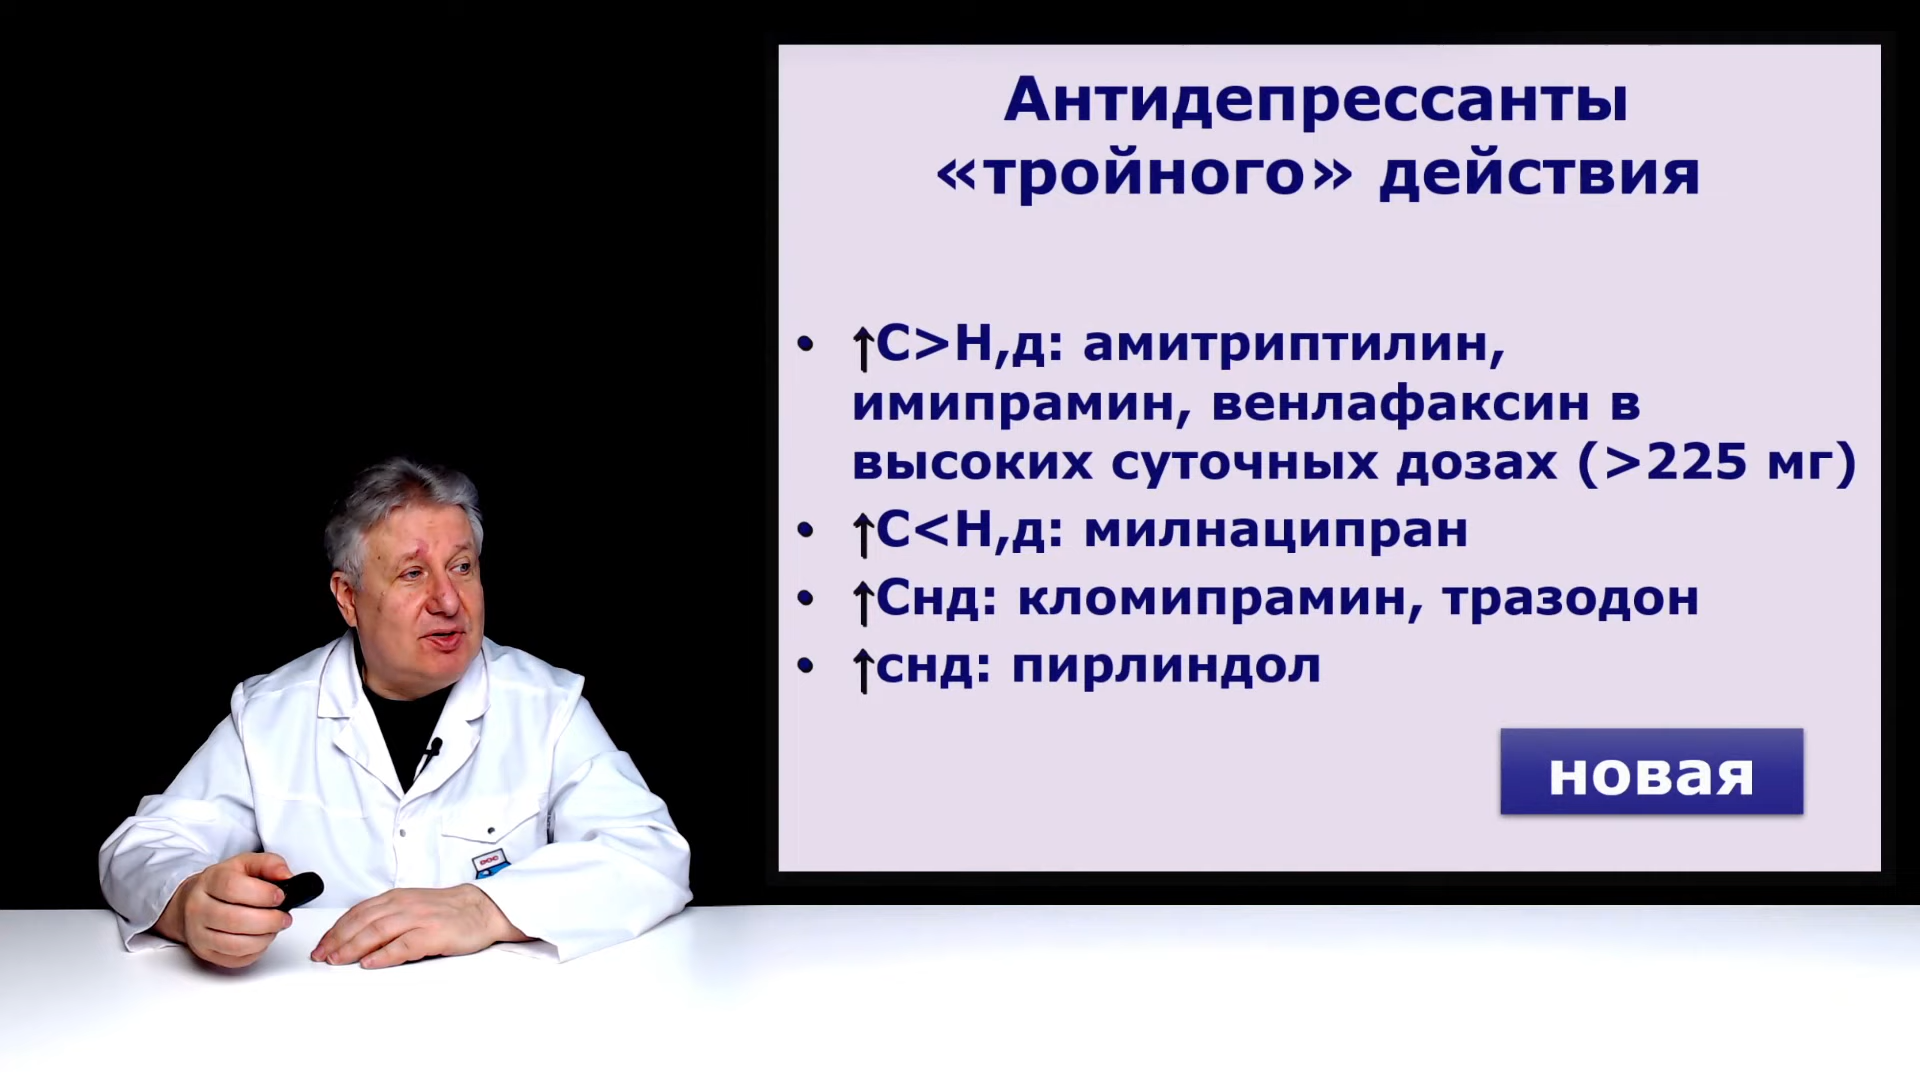 Антидепрессанты
«тройного» действия
• ↑С>Н,д: амитриптилин,
имипрамин, венлафаксин в
высоких суточных дозах (>225 мг)
• ↑С<Н,д: милнаципран
• ↑Снд: кломипрамин, тразодон
• ↑снд: пирлиндол
новая